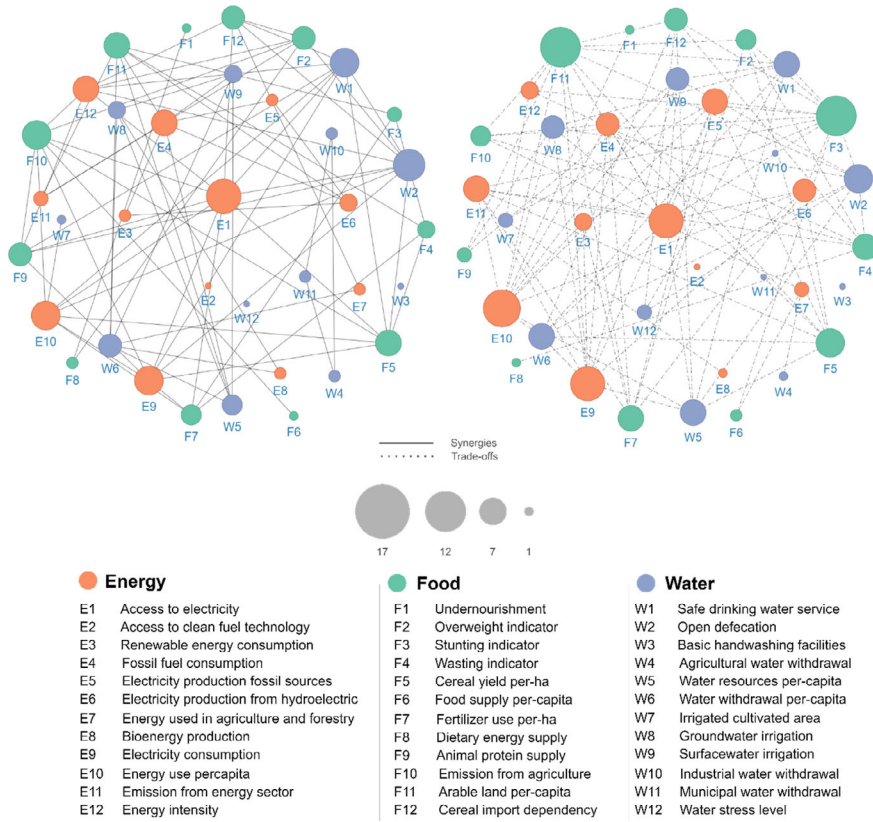 F1
F12
F11
F2
W9
W1
E12
E5
W8
E4
F3
W10
F10
W2
E11
E6
E3
E1
W7
F4
F9
E2
W11
W3
E7
W12
E10
W6
F5
F8
E8
W4
E9
W5
F7
F6
F1
F12
F11
F2
W9
W1
E12
E5
F3
W8
E4
F10
W10
W2
E11
E6
E3
W7
E1
F4
F9
E2
W11
W3
E7
W12
E10
W6
F5
F8
E8
W4
E9
F7
W5
F6
Synergies
Trade-offs
17 12 7 1
Energy
E1 Access to electricity
E2 Access to clean fuel technology
E3 Renewable energy consumption
E4 Fossil fuel consumption
E5 Electricity production fossil sources
E6 Electricity production from hydroelectric
E7 Energy used in agriculture and forestry
E8 Bioenergy production
E9 Electricity consumption
E10 Energy use percapita
E11 Emission from energy sector
E12 Energy intensity
Food
F1 Undernourishment
F2 Overweight indicator
F3 Stunting indicator
F4 Wasting indicator
F5 Cereal yield per-ha
F6 Food supply per-capita
F7 Fertilizer use per-ha
F8 Dietary energy supply
F9 Animal protein supply
F10 Emission from agriculture
F11 Arable land per-capita
F12 Cereal import dependency
Water
W1 Safe drinking water service
W2 Open defecation
W3 Basic handwashing facilities
W4 Agricultural water withdrawal
W5 Water resources per-capita
W6 Water withdrawal per-capita
W7 Irrigated cultivated area
W8 Groundwater irrigation
W9 Surfacewater irrigation
W10 Industrial water withdrawal
W11 Municipal water withdrawal
W12 Water stress level